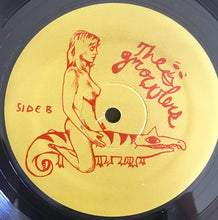 The
growlers
SIDE B